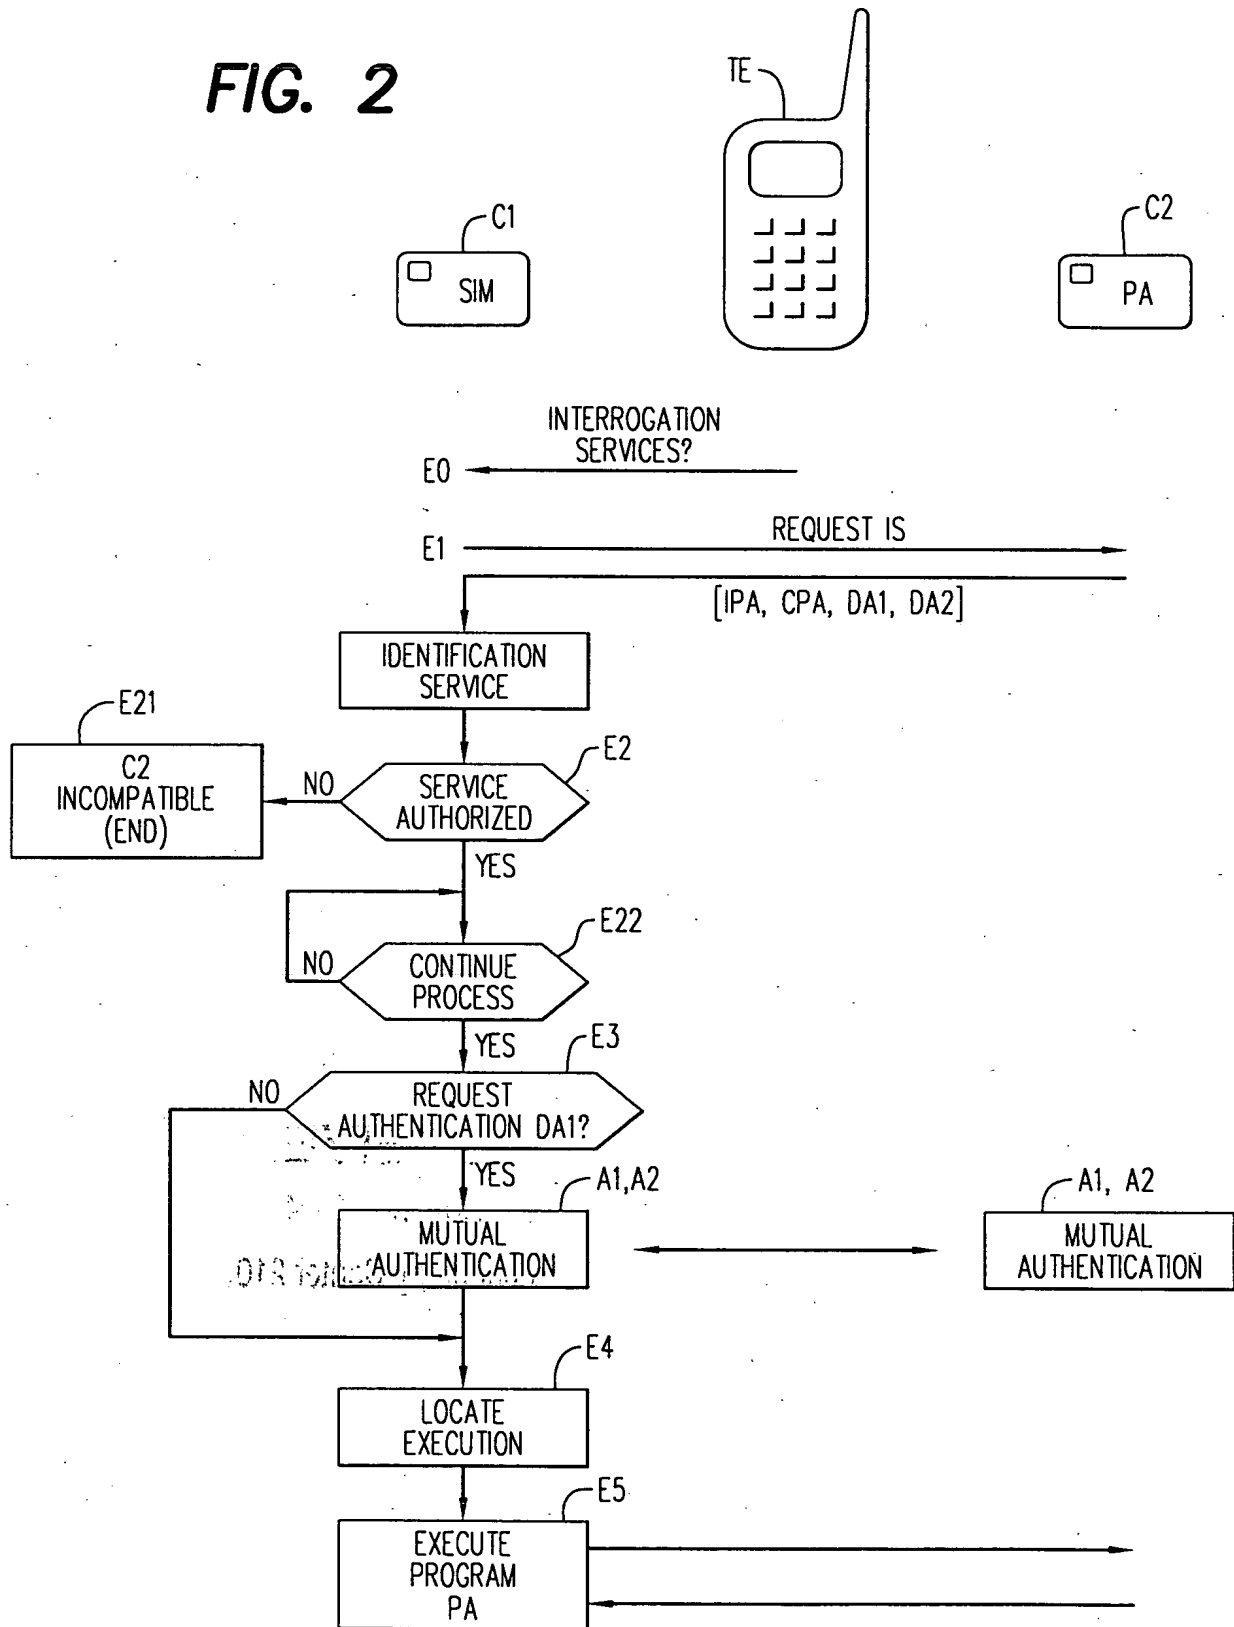 FIG. 2
TE
C1
C2
SIM
PA
INTERROGATION
SERVICES?
E0
REQUEST IS
E1
[IPA, CPA, DA1, DA2]
IDENTIFICATION
SERVICE
E21
E2
C2
INCOMPATIBLE
(END)
NO
SERVICE
AUTHORIZED
YES
E22
NO
CONTINUE
PROCESS
YES
E3
NO
REQUEST
AUTHENTICATION DA1?
YES
A1,A2
A1, A2
MUTUAL
AUTHENTICATION
MUTUAL
AUTHENTICATION
E4
LOCATE
EXECUTION
E5
EXECUTE
PROGRAM
PA